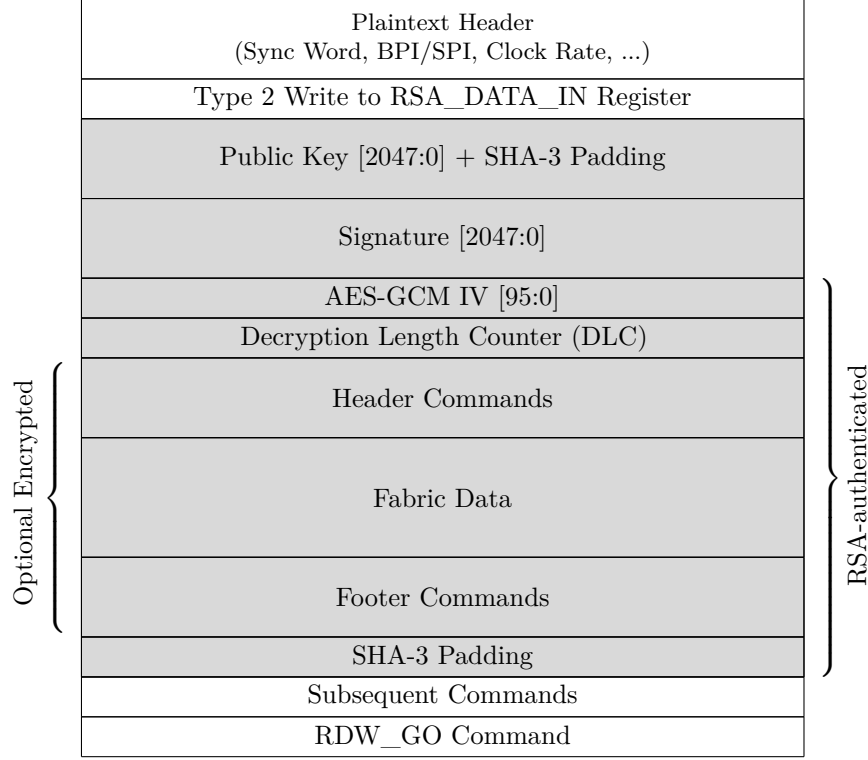 Plaintext Header
(Sync Word, BPI/SPI, Clock Rate, ...)
Type 2 Write to RSA_DATA_IN Register
Public Key [2047:0] + SHA-3 Padding
Signature [2047:0]
AES-GCM IV [95:0]
Decryption Length Counter (DLC)
Header Commands
Fabric Data
Footer Commands
SHA-3 Padding
Subsequent Commands
RDW_GO Command
Optional Encrypted
RSA-authenticated